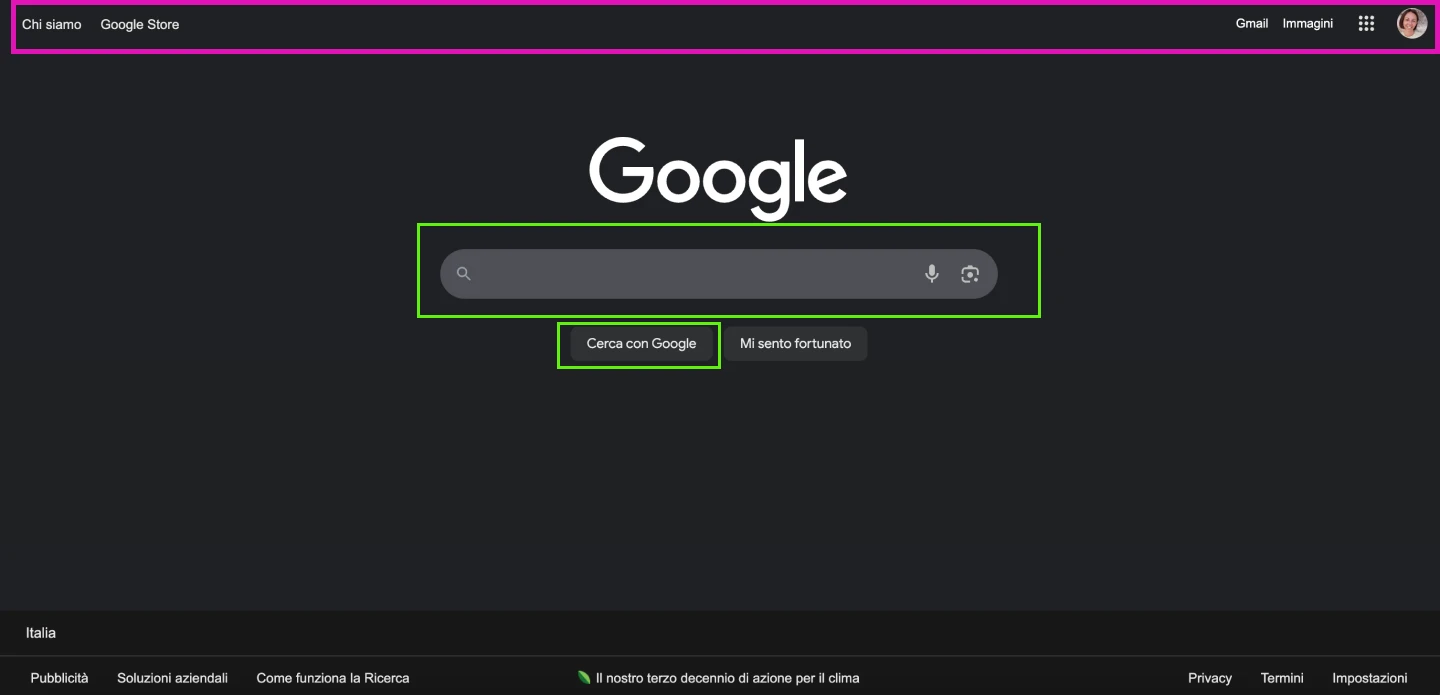 Chi siamo Google Store Gmail Immagini
Google
Cerca con Google Mi sento fortunato
Italia
Pubblicità Soluzioni aziendali Come funziona la Ricerca Il nostro terzo decennio di azione per il clima Privacy Termini Impostazioni